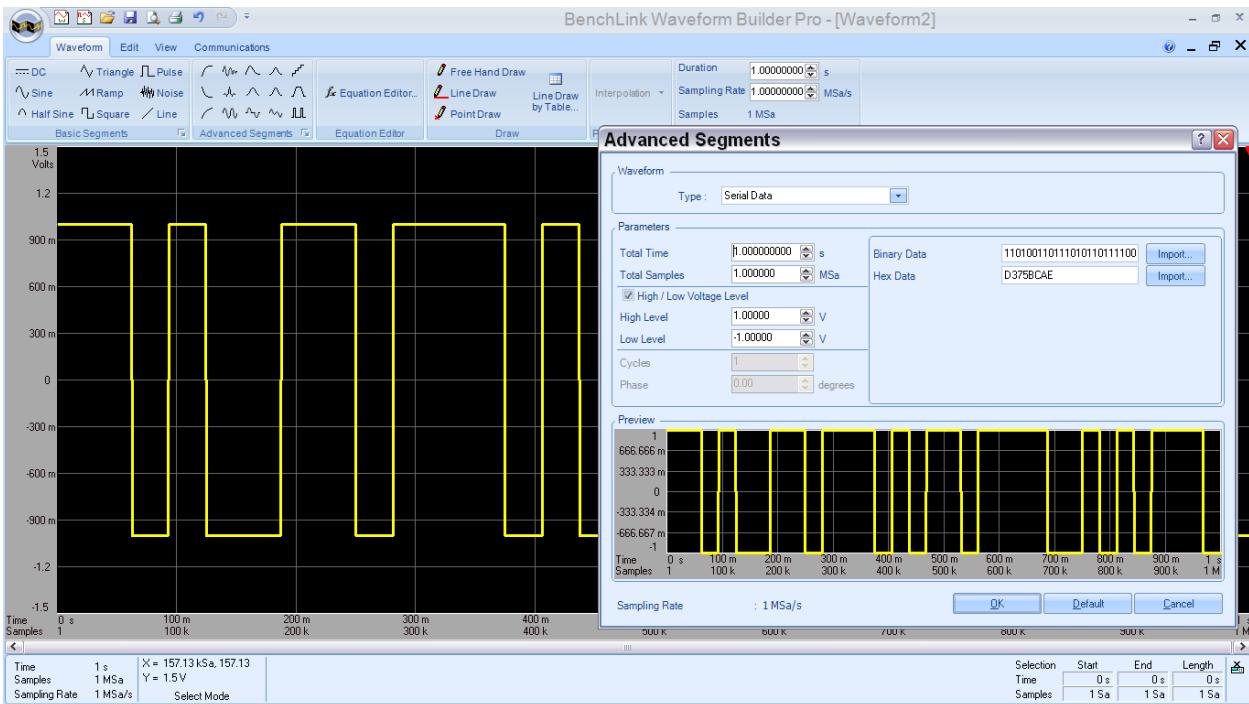 BenchLink Waveform Builder Pro - [Waveform2]
Waveform Edit View Communications
DC Triangle Pulse
Sine Ramp Noise
Half Sine Square Line
Basic Segments
Advanced Segments
Equation Editor...
Equation Editor
Free Hand Draw
Line Draw
Point Draw
Line Draw by Table...
Draw
Interpolation
Duration 1.00000000 s
Sampling Rate 1.00000000 MSa/s
Samples 1 MSa
1.5
Volts
1.2
900 m
600 m
300 m
0
-300 m
-600 m
-900 m
-1.2
-1.5
Time 0 s 100 m 200 m 300 m 400 m 1 s
Samples 1 100 k 200 k 300 k 400 k 500 k 600 k 700 k 800 k 900 k 1 M
Advanced Segments
Waveform
Type : Serial Data
Parameters
Total Time 1.000000000 s
Total Samples 1.000000 MSa
High / Low Voltage Level
High Level 1.00000 V
Low Level -1.00000 V
Cycles 1
Phase 0.00 degrees
Binary Data 110100110111010110111100 Import...
Hex Data D375BCAE Import...
Preview
1
666.666 m
333.333 m
0
-333.334 m
-666.667 m
-1
Time 0 s 100 m 200 m 300 m 400 m 500 m 600 m 700 m 800 m 900 m 1 s
Samples 1 100 k 200 k 300 k 400 k 500 k 600 k 700 k 800 k 900 k 1 M
Sampling Rate : 1 MSa/s
OK Default Cancel
Time 1 s
Samples 1 MSa
Sampling Rate 1 MSa/s
X = 157.13 kSa, 157.13
Y = 1.5 V
Select Mode
Selection Start End Length
Time 0 s 0 s 0 s
Samples 1 Sa 1 Sa 1 Sa